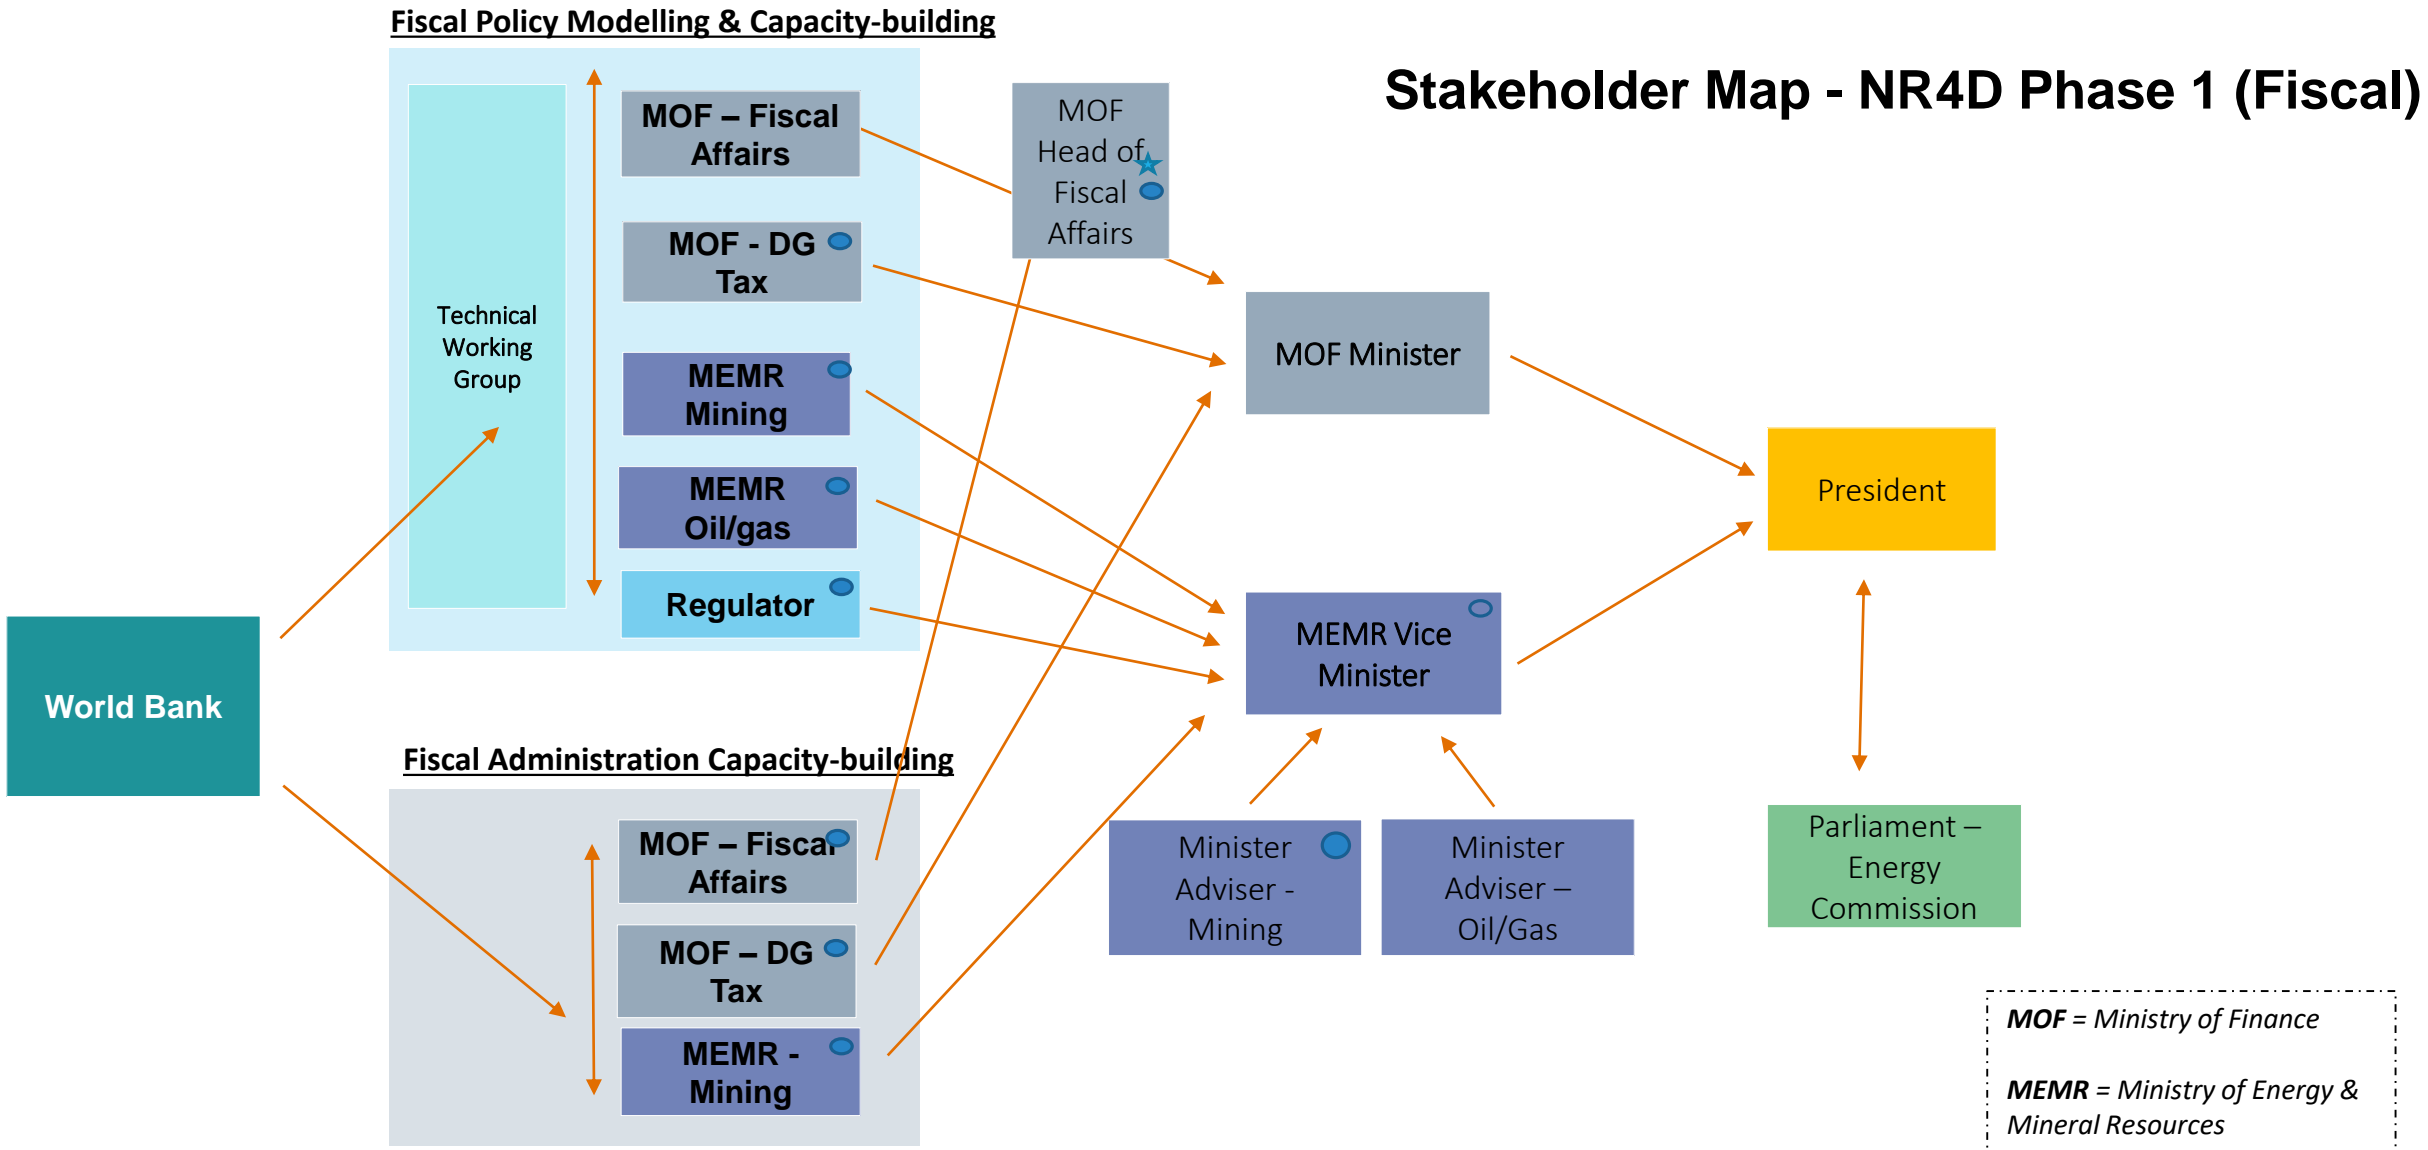 Fiscal Policy Modelling & Capacity-building
Stakeholder Map - NR4D Phase 1 (Fiscal)
Technical
Working
Group
MOF – Fiscal
Affairs
MOF - DG
Tax
MEMR
Mining
MEMR
Oil/gas
Regulator
MOF
Head of
Fiscal
Affairs
MOF Minister
President
World Bank
MEMR Vice
Minister
Fiscal Administration Capacity-building
MOF – Fiscal
Affairs
MOF – DG
Tax
MEMR -
Mining
Minister
Adviser -
Mining
Minister
Adviser –
Oil/Gas
Parliament –
Energy
Commission
MOF = Ministry of Finance
MEMR = Ministry of Energy &
Mineral Resources